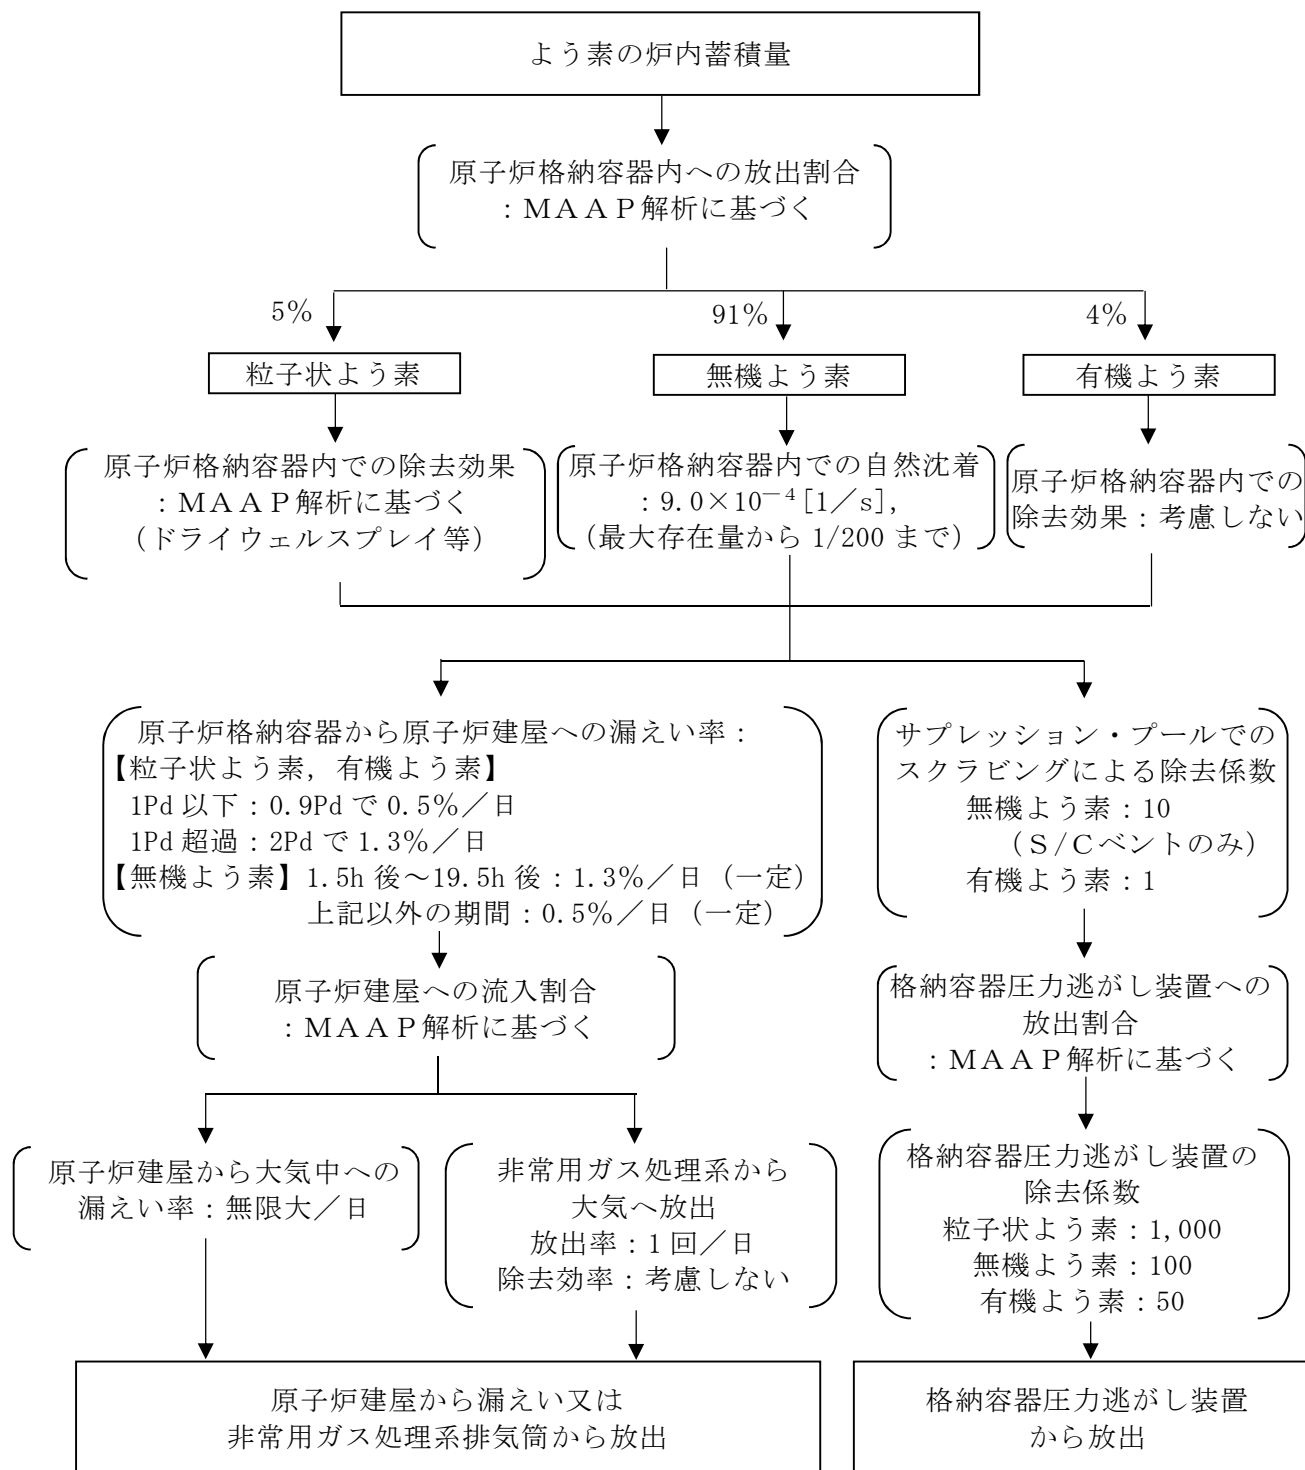 よう素の炉内蓄積量
原子炉格納容器内への放出割合
：ＭＡＡＰ解析に基づく
5％
91％
4％
粒子状よう素
無機よう素
有機よう素
原子炉格納容器内での除去効果
：ＭＡＡＰ解析に基づく
（ドライウェルスプレイ等）
原子炉格納容器内での自然沈着
：9.0×10⁻⁴[1／s],
（最大存在量から 1/200 まで）
原子炉格納容器内での
除去効果：考慮しない
原子炉格納容器から原子炉建屋への漏えい率：
【粒子状よう素，有機よう素】
1Pd 以下：0.9Pd で 0.5％／日
1Pd 超過：2Pd で 1.3％／日
【無機よう素】1.5h 後～19.5h 後：1.3％／日（一定）
上記以外の期間：0.5％／日（一定）
サプレッション・プールでの
スクラビングによる除去係数
無機よう素：10
（Ｓ/Ｃベントのみ）
有機よう素：1
原子炉建屋への流入割合
：ＭＡＡＰ解析に基づく
格納容器圧力逃がし装置への
放出割合
：ＭＡＡＰ解析に基づく
原子炉建屋から大気中への
漏えい率：無限大／日
非常用ガス処理系から
大気へ放出
放出率：1 回／日
除去効率：考慮しない
格納容器圧力逃がし装置の
除去係数
粒子状よう素：1,000
無機よう素：100
有機よう素：50
原子炉建屋から漏えい又は
非常用ガス処理系排気筒から放出
格納容器圧力逃がし装置
から放出